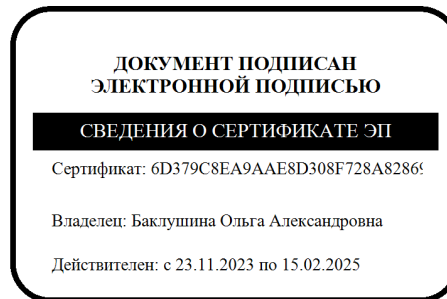 ДОКУМЕНТ ПОДПИСАН
ЭЛЕКТРОННОЙ ПОДПИСЬЮ
СВЕДЕНИЯ О СЕРТИФИКАТЕ ЭП
Сертификат: 6D379C8EA9AAE8D308F728A82869
Владелец: Баклушина Ольга Александровна
Действителен: с 23.11.2023 по 15.02.2025